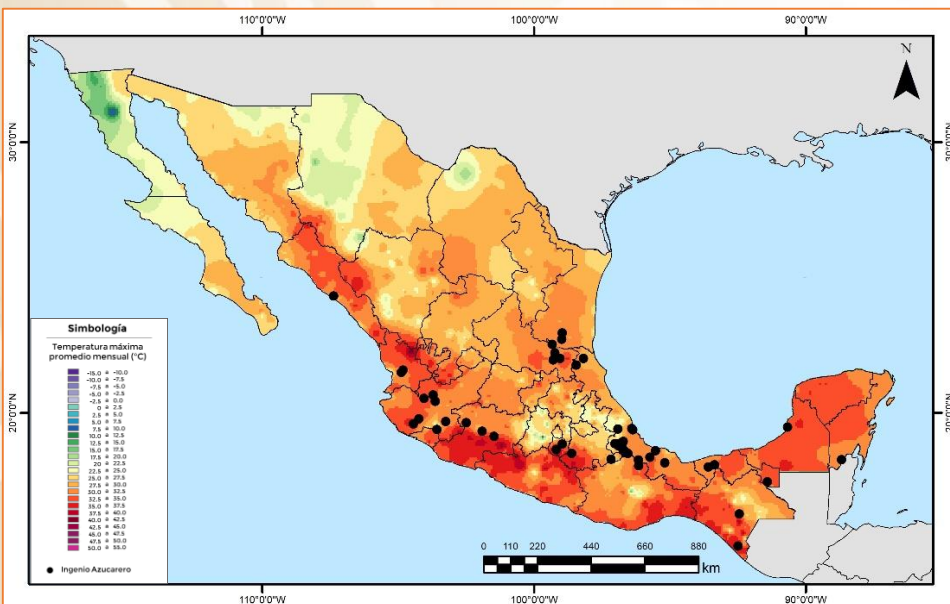 110°0'0"W 100°0'0"W 90°0'0"W
N
30°0'0"N 30°0'0"N
20°0'0"N 20°0'0"N
Simbología
Temperatura máxima
promedio mensual (°C)
-15.0 a -10.0
-10.0 a -7.5
-7.5 a -5.0
-5.0 a -2.5
-2.5 a 0.0
0 a 2.5
2.5 a 5.0
5.0 a 7.5
7.5 a 10.0
10.0 a 12.5
12.5 a 15.0
15.0 a 17.5
17.5 a 20.0
20 a 22.5
22.5 a 25.0
25.0 a 27.5
27.5 a 30.0
30.0 a 32.5
32.5 a 35.0
35.0 a 37.5
37.5 a 40.0
40.0 a 42.5
42.5 a 45.0
45.0 a 47.5
47.5 a 50.0
50.0 a 55.0
Ingenio Azucarero
0 110 220 440 660 880
km
110°0'0"W 100°0'0"W 90°0'0"W